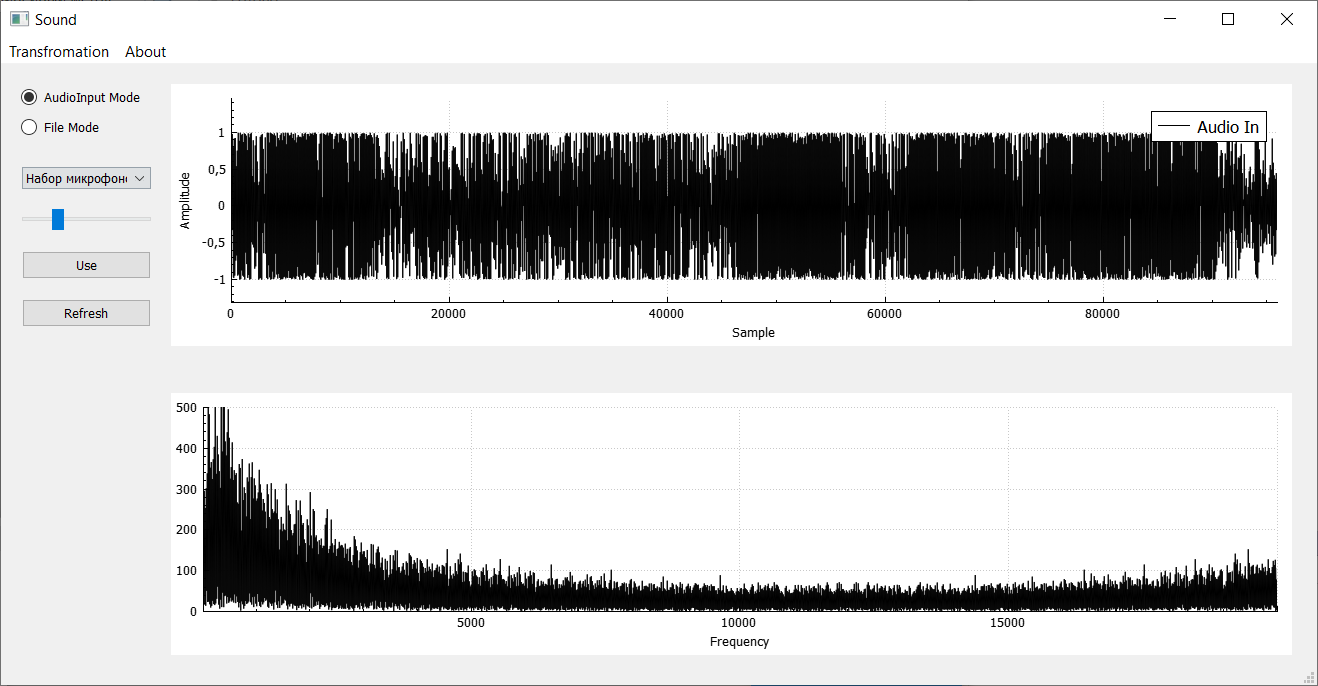 Sound
Transfromation About
AudioInput Mode
File Mode
Набор микрофоно
Use
Refresh
Audio In
Amplitude
1
0,5
0
-0,5
-1
0 20000 40000 60000 80000
Sample
500
400
300
200
100
0
5000 10000 15000
Frequency